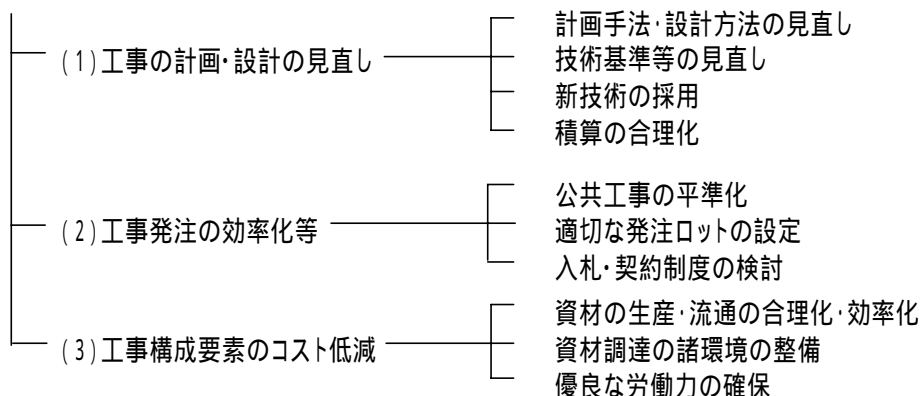 (1)工事の計画・設計の見直し
計画手法・設計方法の見直し
技術基準等の見直し
新技術の採用
積算の合理化
(2)工事発注の効率化等
公共工事の平準化
適切な発注ロットの設定
入札・契約制度の検討
(3)工事構成要素のコスト低減
資材の生産・流通の合理化・効率化
資材調達の諸環境の整備
優良な労働力の確保